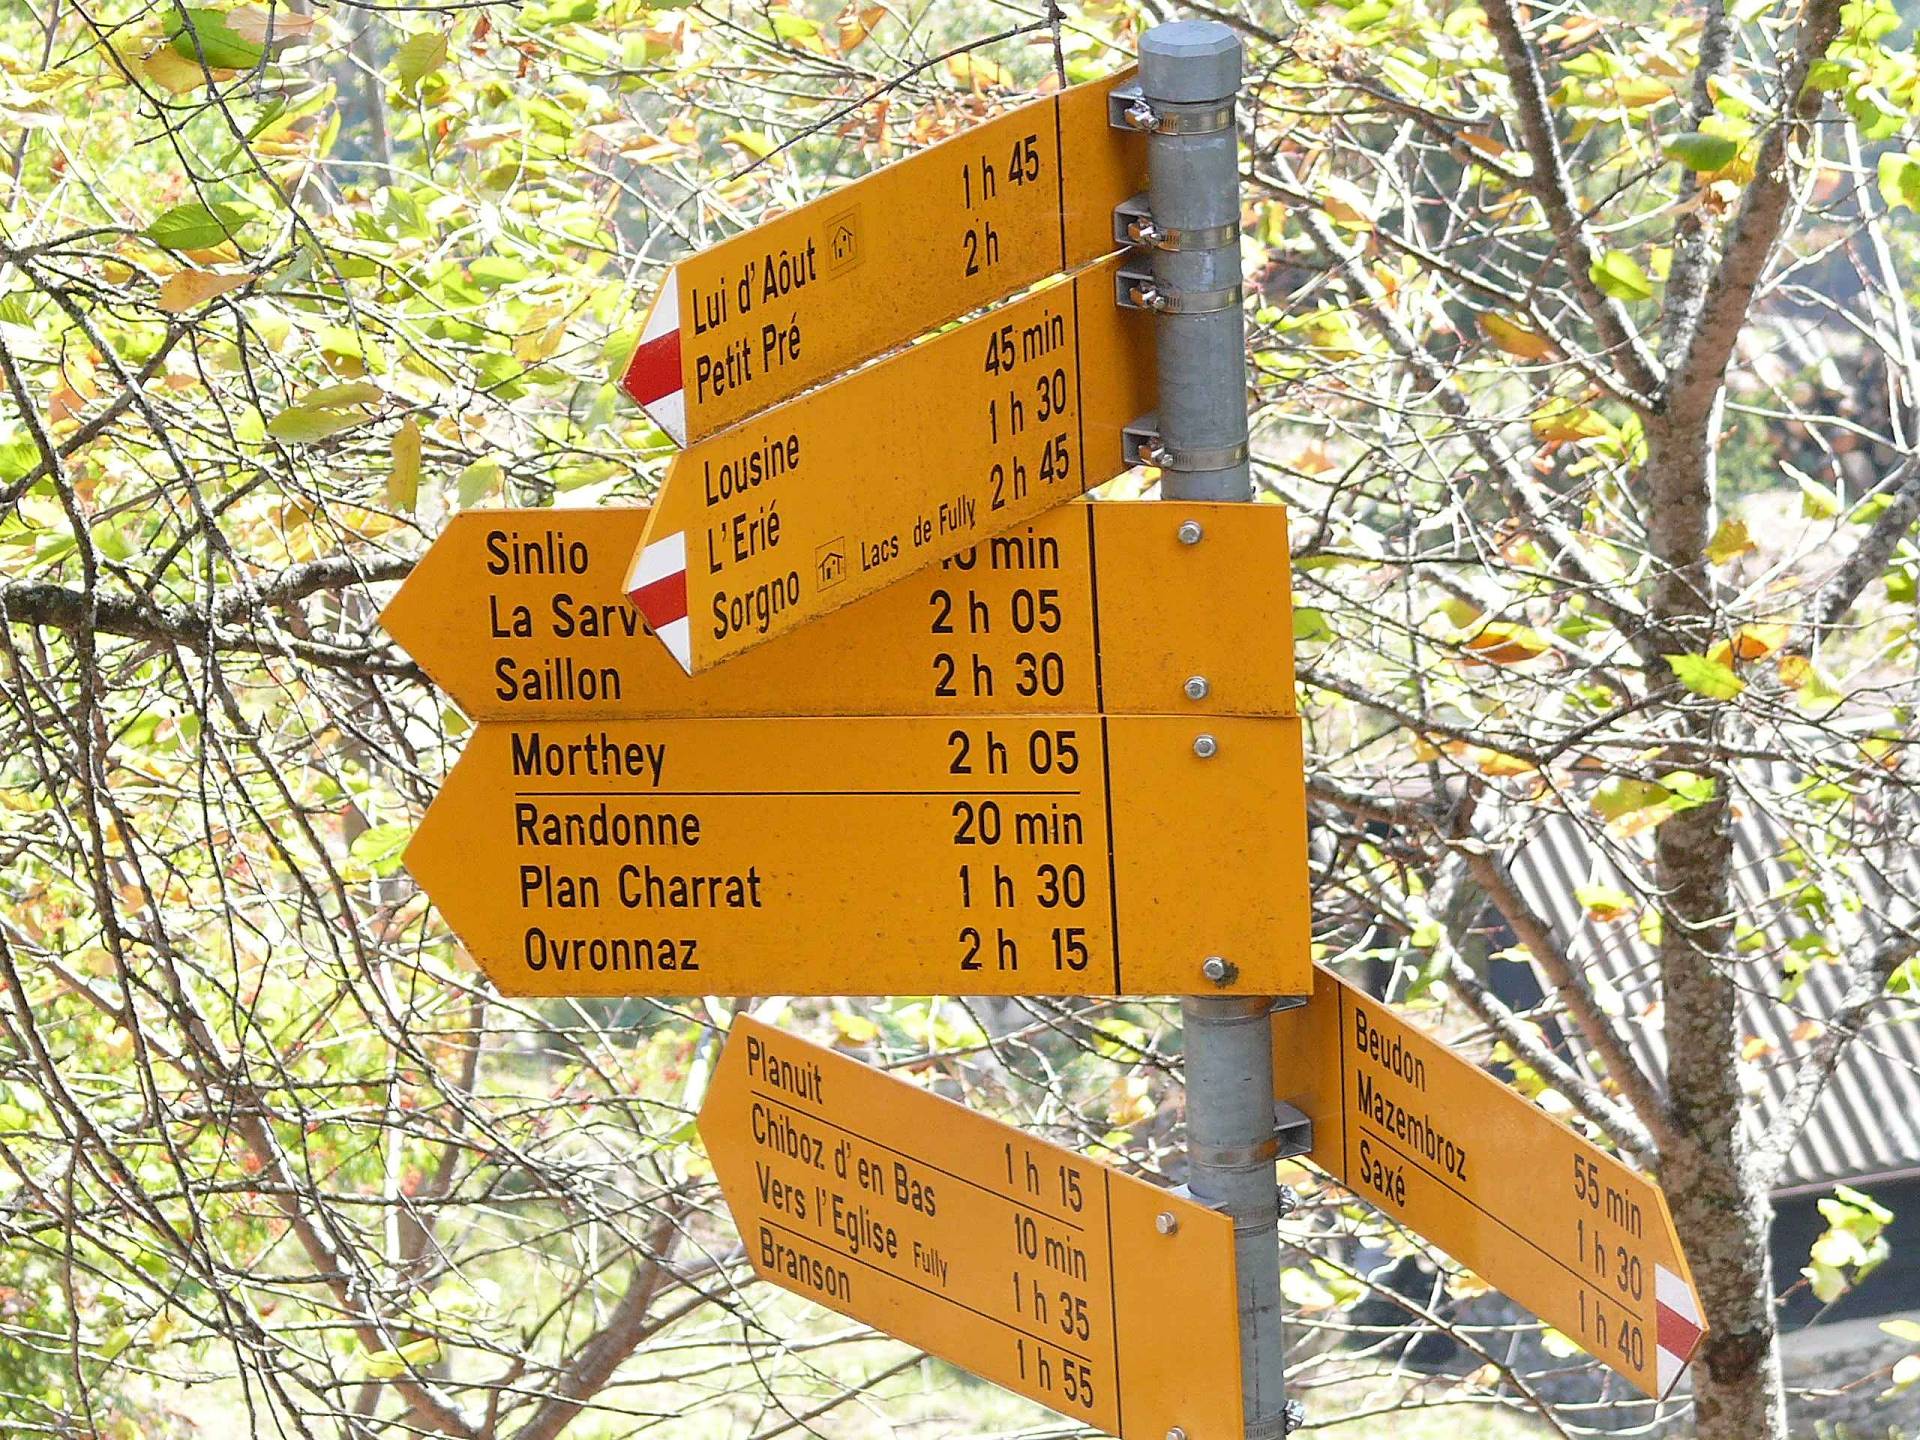 Lui d'Aôut 1 h 45
Petit Pré 2 h
Lousine 45 min
L'Erié 1 h 30
Sorgno Lacs de Fully 2 h 45
Sinlio min
La 2 h 05
Saillon 2 h 30
Morthey 2 h 05
Randonne 20 min
Plan Charrat 1 h 30
Ovronnaz 2 h 15
Planuit 1 h 15
Chiboz d'en Bas 10 min
Vers l'Eglise Fully 1 h 35
Branson 1 h 55
Beudon 55 min
Mazembroz 1 h 30
Saxé 1 h 40